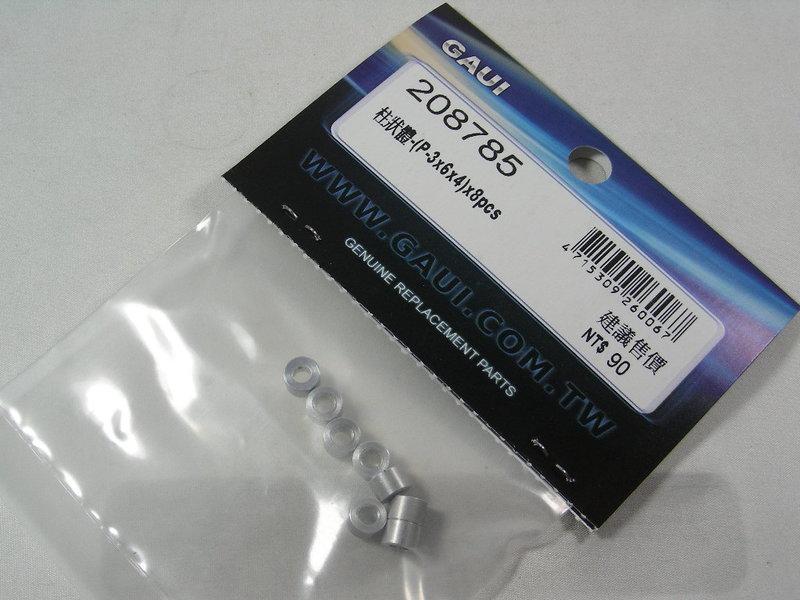 GAUI
208785
柱狀體-(P-3x6x4)x8pcs
4715309260067
建議售價
NT$ 90
WWW.GAUI.COM.TW
GENUINE REPLACEMENT PARTS